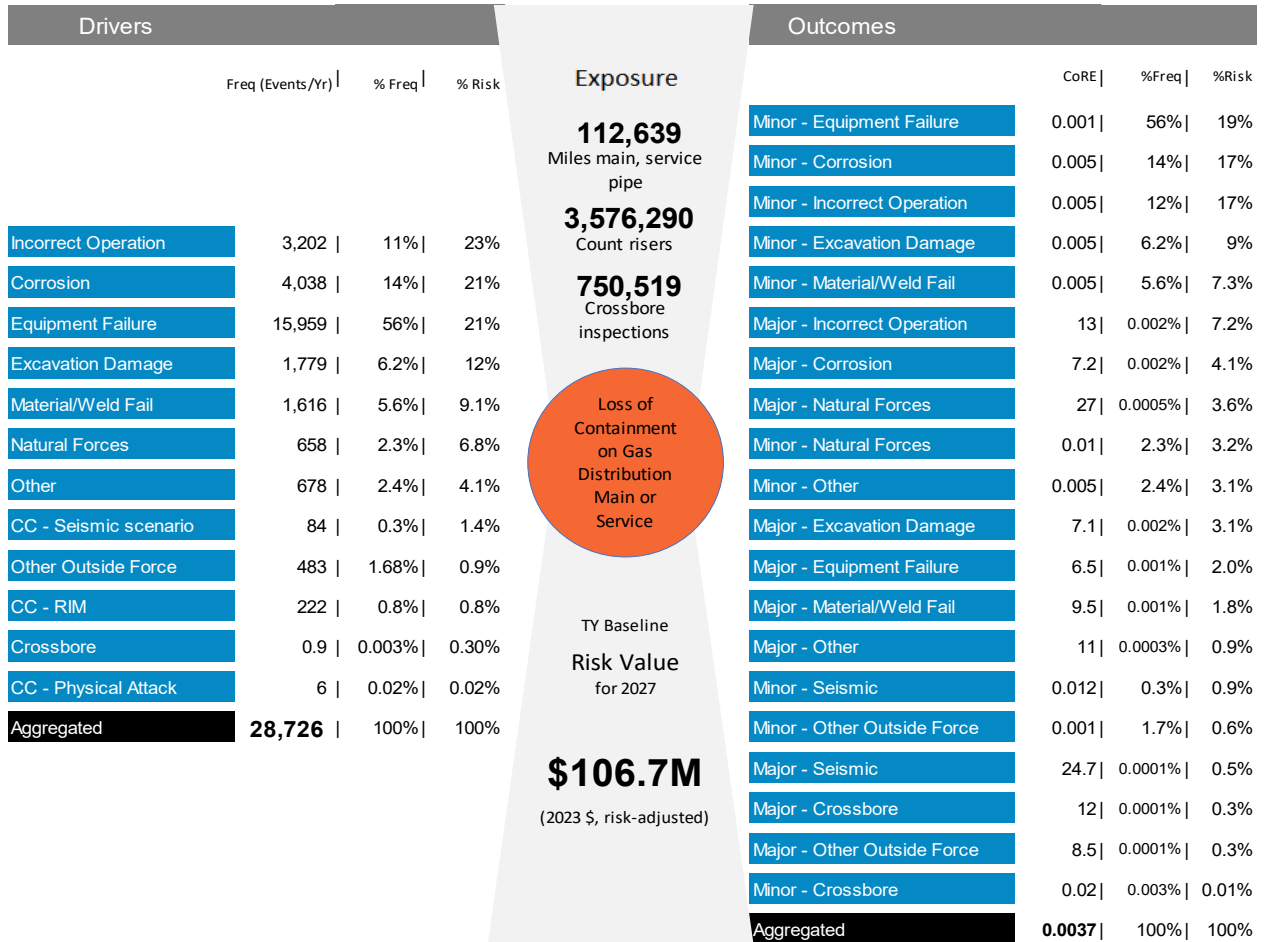 Drivers
Freq (Events/Yr) | % Freq | % Risk
Incorrect Operation 3,202 | 11% | 23%
Corrosion 4,038 | 14% | 21%
Equipment Failure 15,959 | 56% | 21%
Excavation Damage 1,779 | 6.2% | 12%
Material/Weld Fail 1,616 | 5.6% | 9.1%
Natural Forces 658 | 2.3% | 6.8%
Other 678 | 2.4% | 4.1%
CC - Seismic scenario 84 | 0.3% | 1.4%
Other Outside Force 483 | 1.68% | 0.9%
CC - RIM 222 | 0.8% | 0.8%
Crossbore 0.9 | 0.003% | 0.30%
CC - Physical Attack 6 | 0.02% | 0.02%
Aggregated 28,726 | 100% | 100%
Exposure
112,639
Miles main, service
pipe
3,576,290
Count risers
750,519
Crossbore
inspections
Loss of
Containment
on Gas
Distribution
Main or
Service
TY Baseline
Risk Value
for 2027
$106.7M
(2023 $, risk-adjusted)
Outcomes
CoRE | %Freq | %Risk
Minor - Equipment Failure 0.001 | 56% | 19%
Minor - Corrosion 0.005 | 14% | 17%
Minor - Incorrect Operation 0.005 | 12% | 17%
Minor - Excavation Damage 0.005 | 6.2% | 9%
Minor - Material/Weld Fail 0.005 | 5.6% | 7.3%
Major - Incorrect Operation 13 | 0.002% | 7.2%
Major - Corrosion 7.2 | 0.002% | 4.1%
Major - Natural Forces 27 | 0.0005% | 3.6%
Minor - Natural Forces 0.01 | 2.3% | 3.2%
Minor - Other 0.005 | 2.4% | 3.1%
Major - Excavation Damage 7.1 | 0.002% | 3.1%
Major - Equipment Failure 6.5 | 0.001% | 2.0%
Major - Material/Weld Fail 9.5 | 0.001% | 1.8%
Major - Other 11 | 0.0003% | 0.9%
Minor - Seismic 0.012 | 0.3% | 0.9%
Minor - Other Outside Force 0.001 | 1.7% | 0.6%
Major - Seismic 24.7 | 0.0001% | 0.5%
Major - Crossbore 12 | 0.0001% | 0.3%
Major - Other Outside Force 8.5 | 0.0001% | 0.3%
Minor - Crossbore 0.02 | 0.003% | 0.01%
Aggregated 0.0037 | 100% | 100%